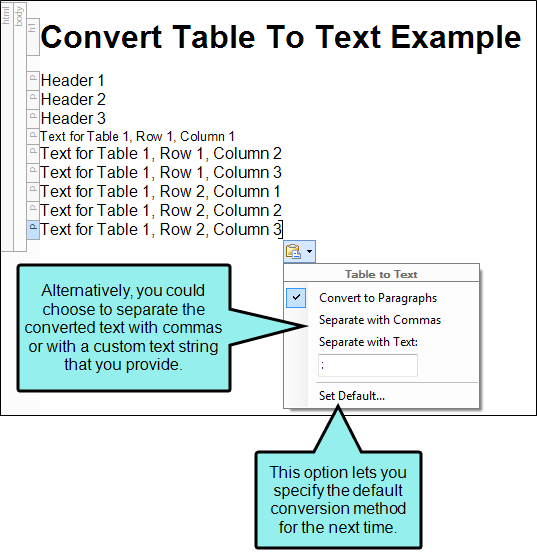 html
body
h1
Convert Table To Text Example
p
Header 1
p
Header 2
p
Header 3
p
Text for Table 1, Row 1, Column 1
p
Text for Table 1, Row 1, Column 2
p
Text for Table 1, Row 1, Column 3
p
Text for Table 1, Row 2, Column 1
p
Text for Table 1, Row 2, Column 2
p
Text for Table 1, Row 2, Column 3
Table to Text
Convert to Paragraphs
Separate with Commas
Separate with Text:
;
Set Default...
Alternatively, you could
choose to separate the
converted text with commas
or with a custom text string
that you provide.
This option lets you
specify the default
conversion method
for the next time.